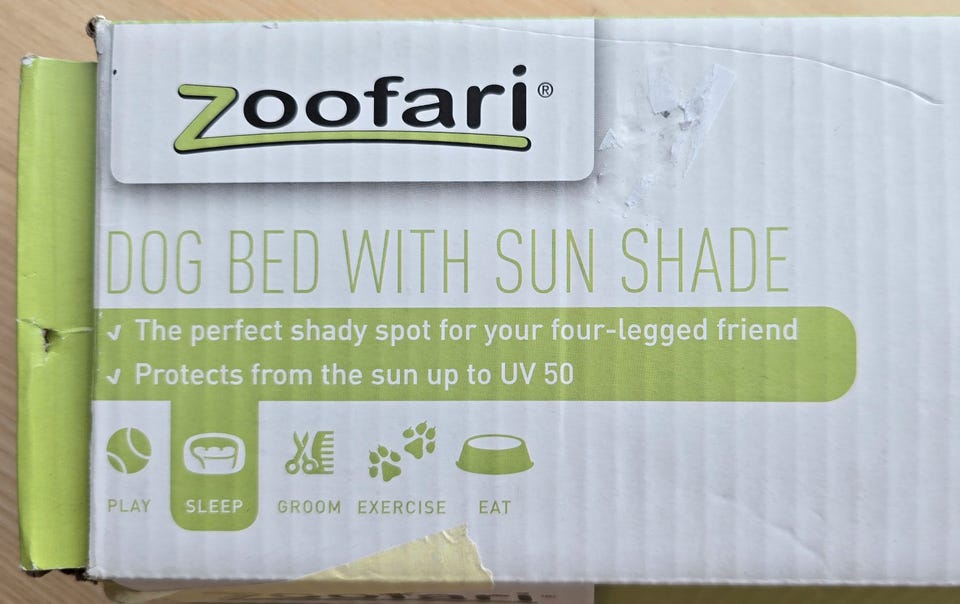 zoofari®
DOG BED WITH SUN SHADE
✓ The perfect shady spot for your four-legged friend
✓ Protects from the sun up to UV 50
PLAY SLEEP GROOM EXERCISE EAT
zoofari